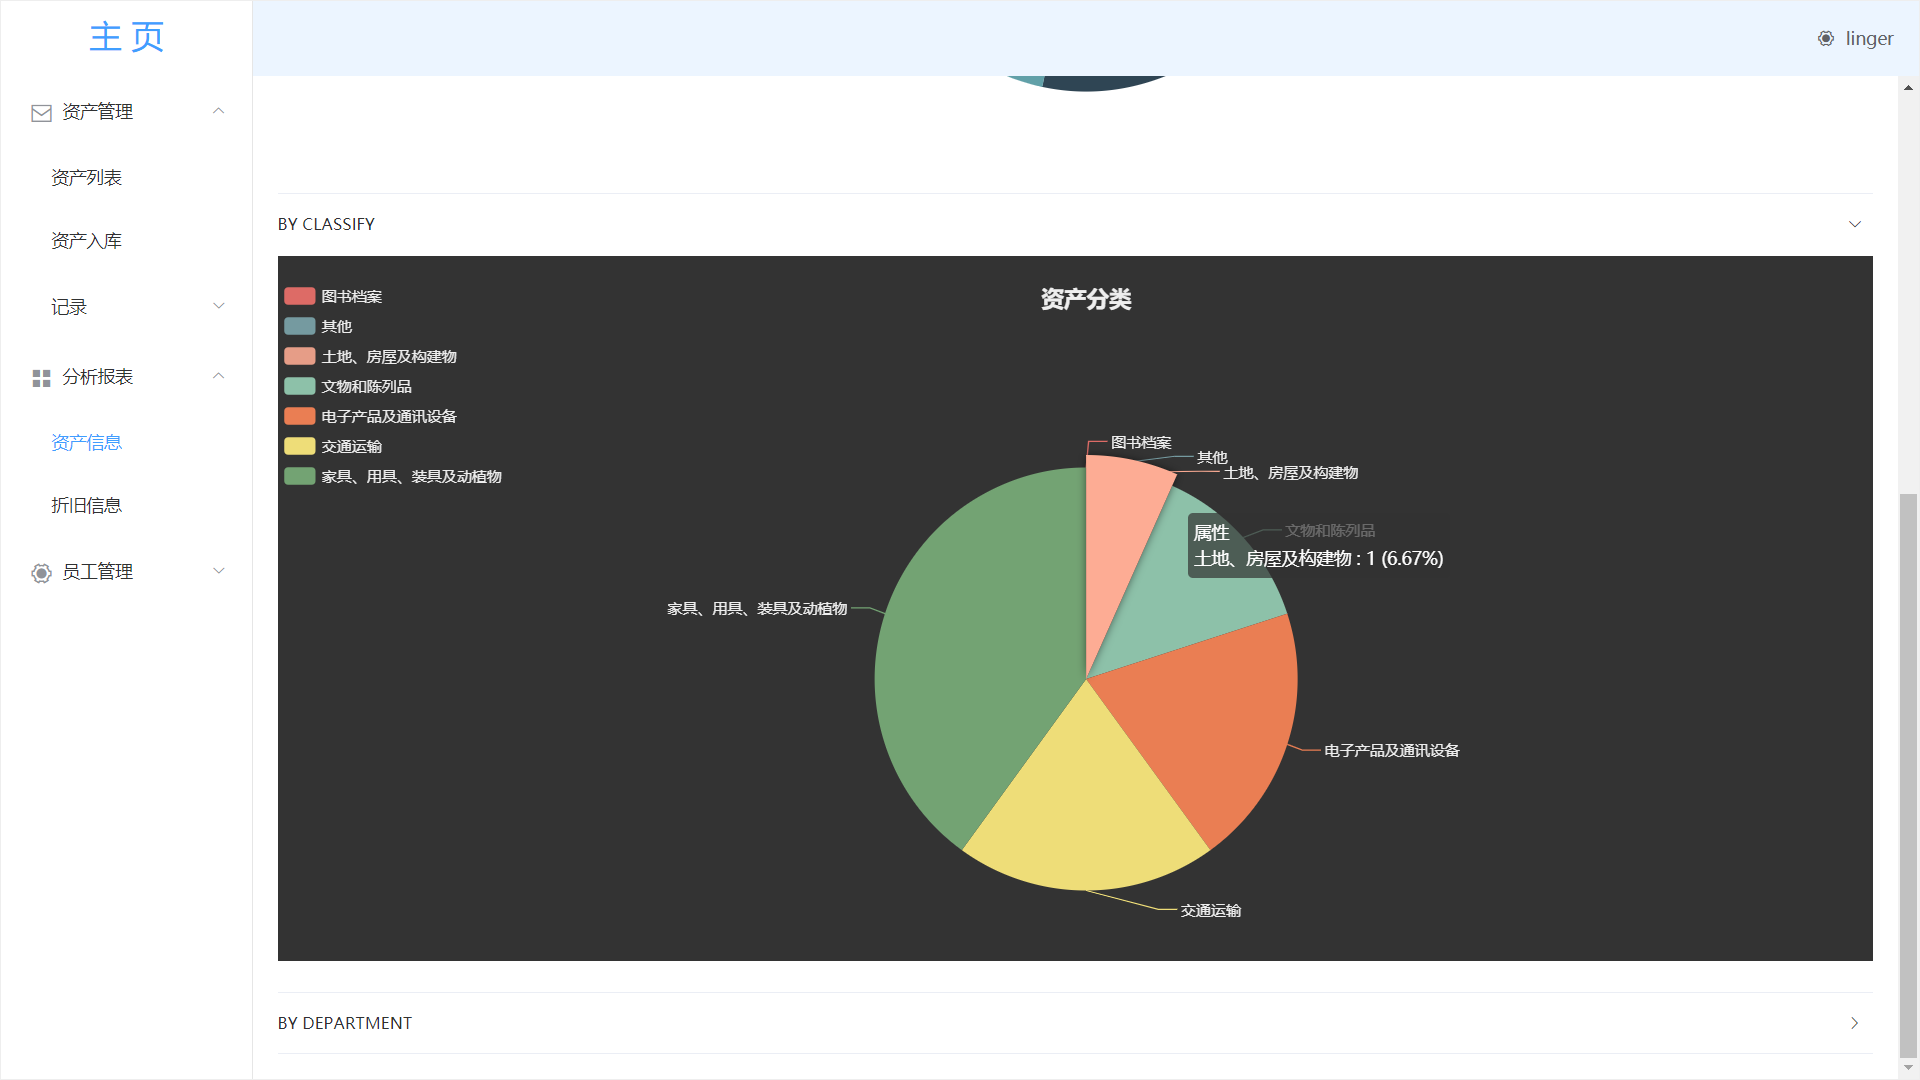 主 页
linger
资产管理
资产列表
资产入库
记录
分析报表
资产信息
折旧信息
员工管理
BY CLASSIFY
资产分类
图书档案
其他
土地、房屋及构建物
文物和陈列品
电子产品及通讯设备
交通运输
家具、用具、装具及动植物
图书档案
其他
土地、房屋及构建物
文物和陈列品
属性
土地、房屋及构建物 : 1 (6.67%)
家具、用具、装具及动植物
电子产品及通讯设备
交通运输
BY DEPARTMENT